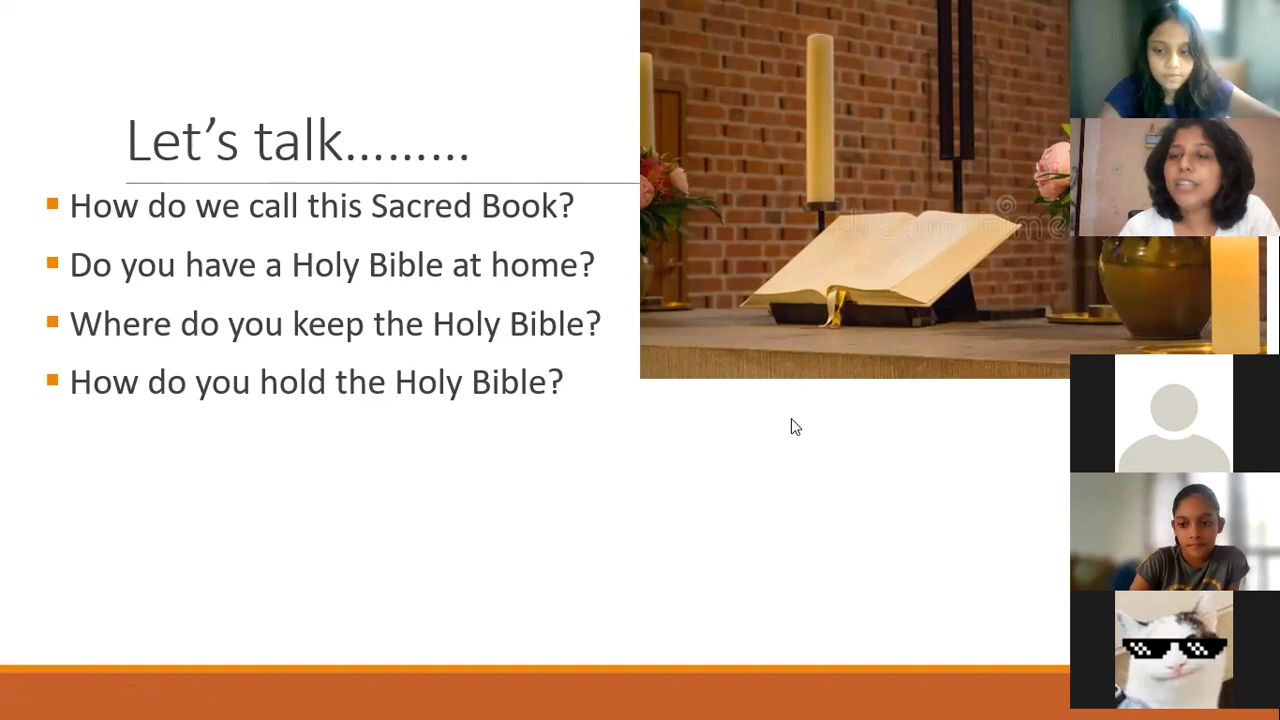 Let's talk.........
How do we call this Sacred Book?
Do you have a Holy Bible at home?
Where do you keep the Holy Bible?
How do you hold the Holy Bible?